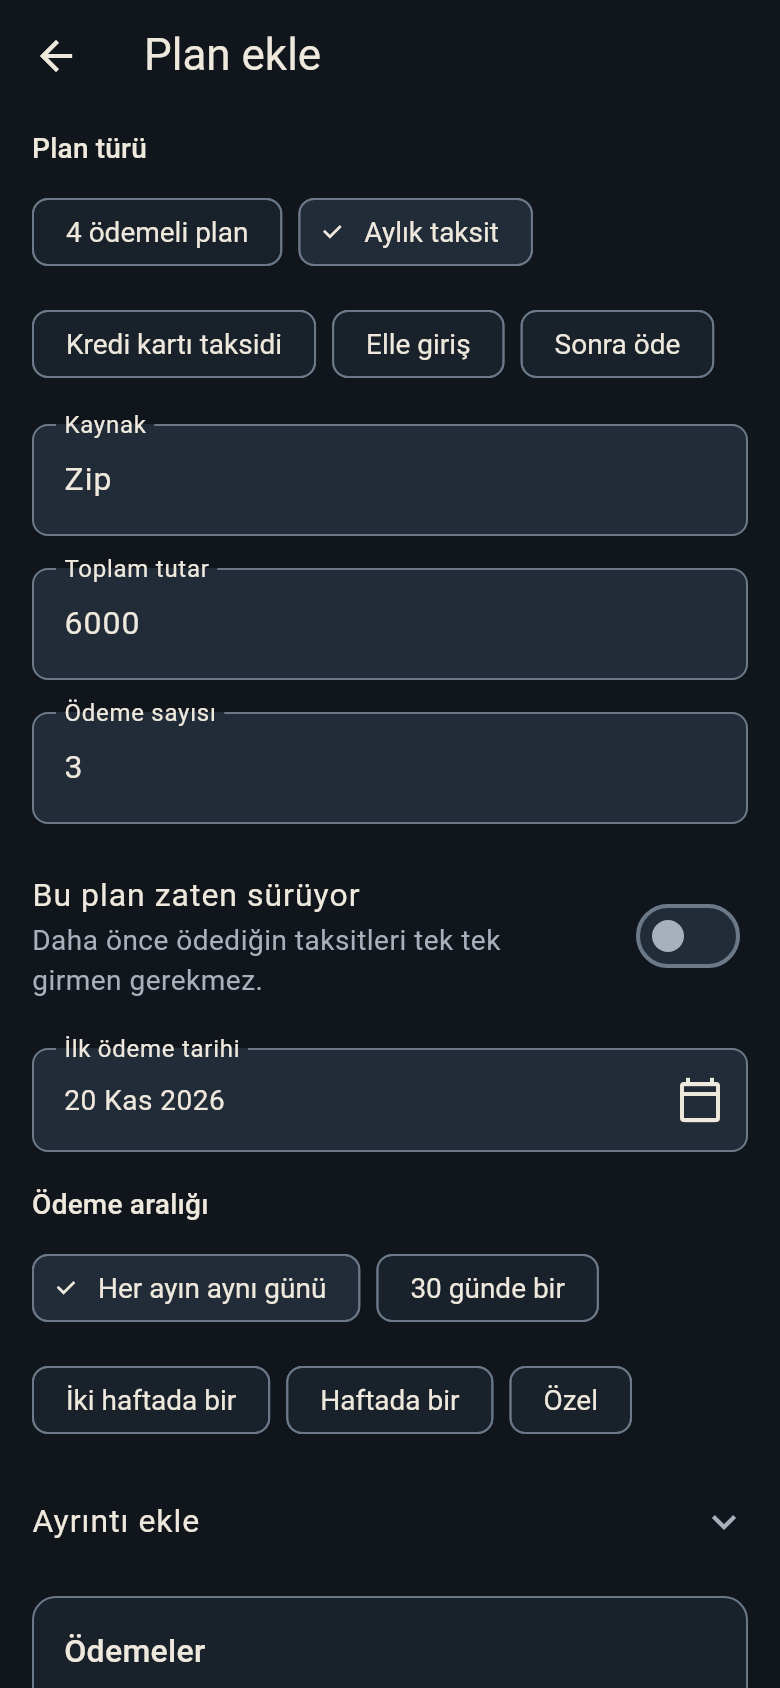 Plan ekle
Plan türü
4 ödemeli plan
Aylık taksit
Kredi kartı taksidi
Elle giriş
Sonra öde
Kaynak
Zip
Toplam tutar
6000
Ödeme sayısı
3
Bu plan zaten sürüyor
Daha önce ödediğin taksitleri tek tek
girmen gerekmez.
İlk ödeme tarihi
20 Kas 2026
Ödeme aralığı
Her ayın aynı günü
30 günde bir
İki haftada bir
Haftada bir
Özel
Ayrıntı ekle
Ödemeler